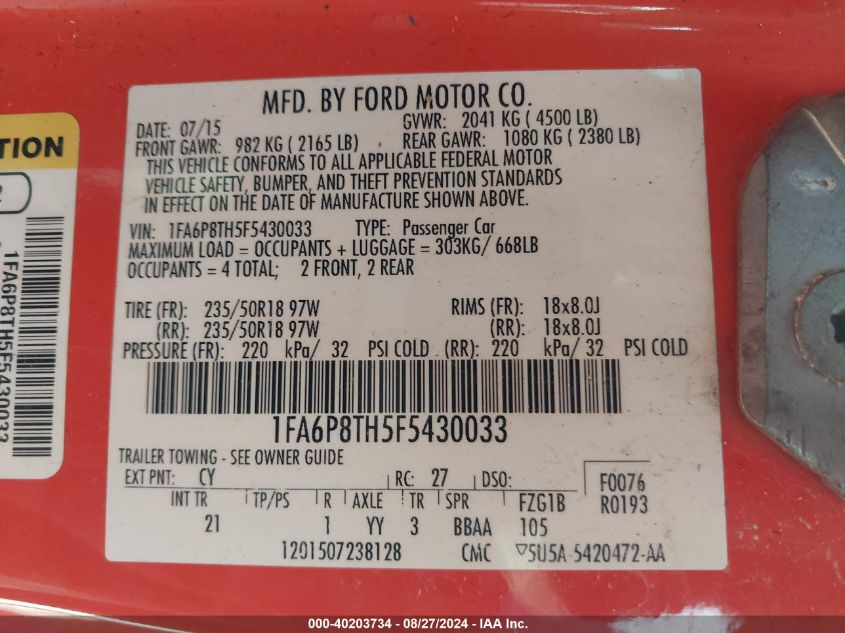 MFD. BY FORD MOTOR CO.
DATE: 07/15 GVWR: 2041 KG ( 4500 LB)
FRONT GAWR: 982 KG ( 2165 LB) REAR GAWR: 1080 KG ( 2380 LB)
THIS VEHICLE CONFORMS TO ALL APPLICABLE FEDERAL MOTOR
VEHICLE SAFETY, BUMPER, AND THEFT PREVENTION STANDARDS
IN EFFECT ON THE DATE OF MANUFACTURE SHOWN ABOVE.
VIN: 1FA6P8TH5F5430033 TYPE: Passenger Car
MAXIMUM LOAD = OCCUPANTS + LUGGAGE = 303KG/ 668LB
OCCUPANTS = 4 TOTAL; 2 FRONT, 2 REAR
TIRE (FR): 235/50R18 97W RIMS (FR): 18x8.0J
(RR): 235/50R18 97W (RR): 18x8.0J
PRESSURE (FR): 220 kPa/ 32 PSI COLD (RR): 220 kPa/ 32 PSI COLD
1FA6P8TH5F5430033
TRAILER TOWING - SEE OWNER GUIDE
EXT PNT: CY RC: 27 DSO: F0076
INT TR TP/PS R AXLE TR SPR FZG1B R0193
21 1 YY 3 BBAA 105
1201507238128 CMC ▽5U5A-5420472-AA
TION
2
1FA6P8TH5F5430033
000-40203734 - 08/27/2024 - IAA Inc.